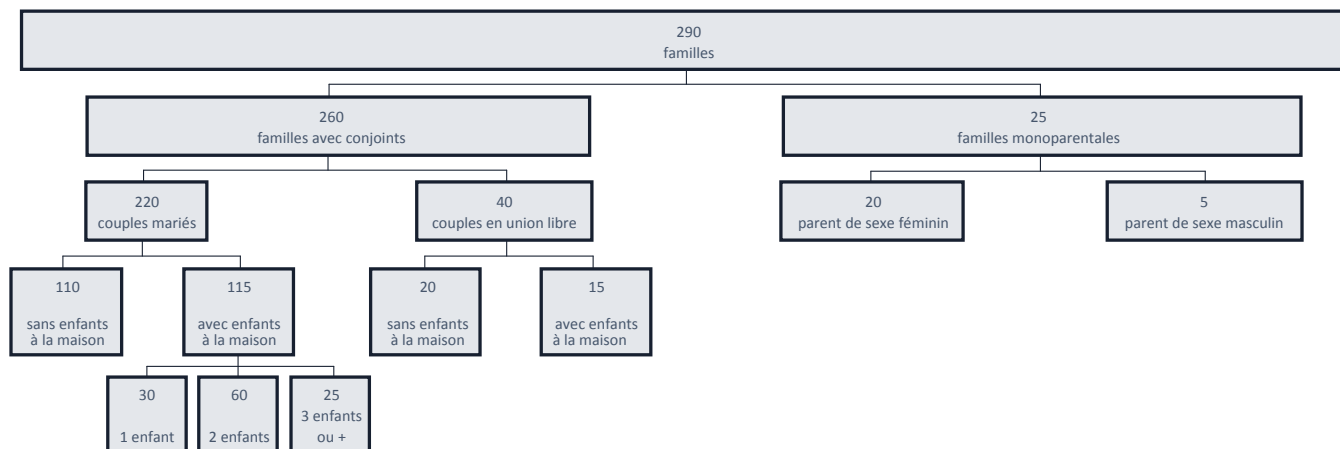 290
familles
260
familles avec conjoints
25
familles monoparentales
220
couples mariés
40
couples en union libre
20
parent de sexe féminin
5
parent de sexe masculin
110
sans enfants
à la maison
115
avec enfants
à la maison
20
sans enfants
à la maison
15
avec enfants
à la maison
30
1 enfant
60
2 enfants
25
3 enfants
ou +